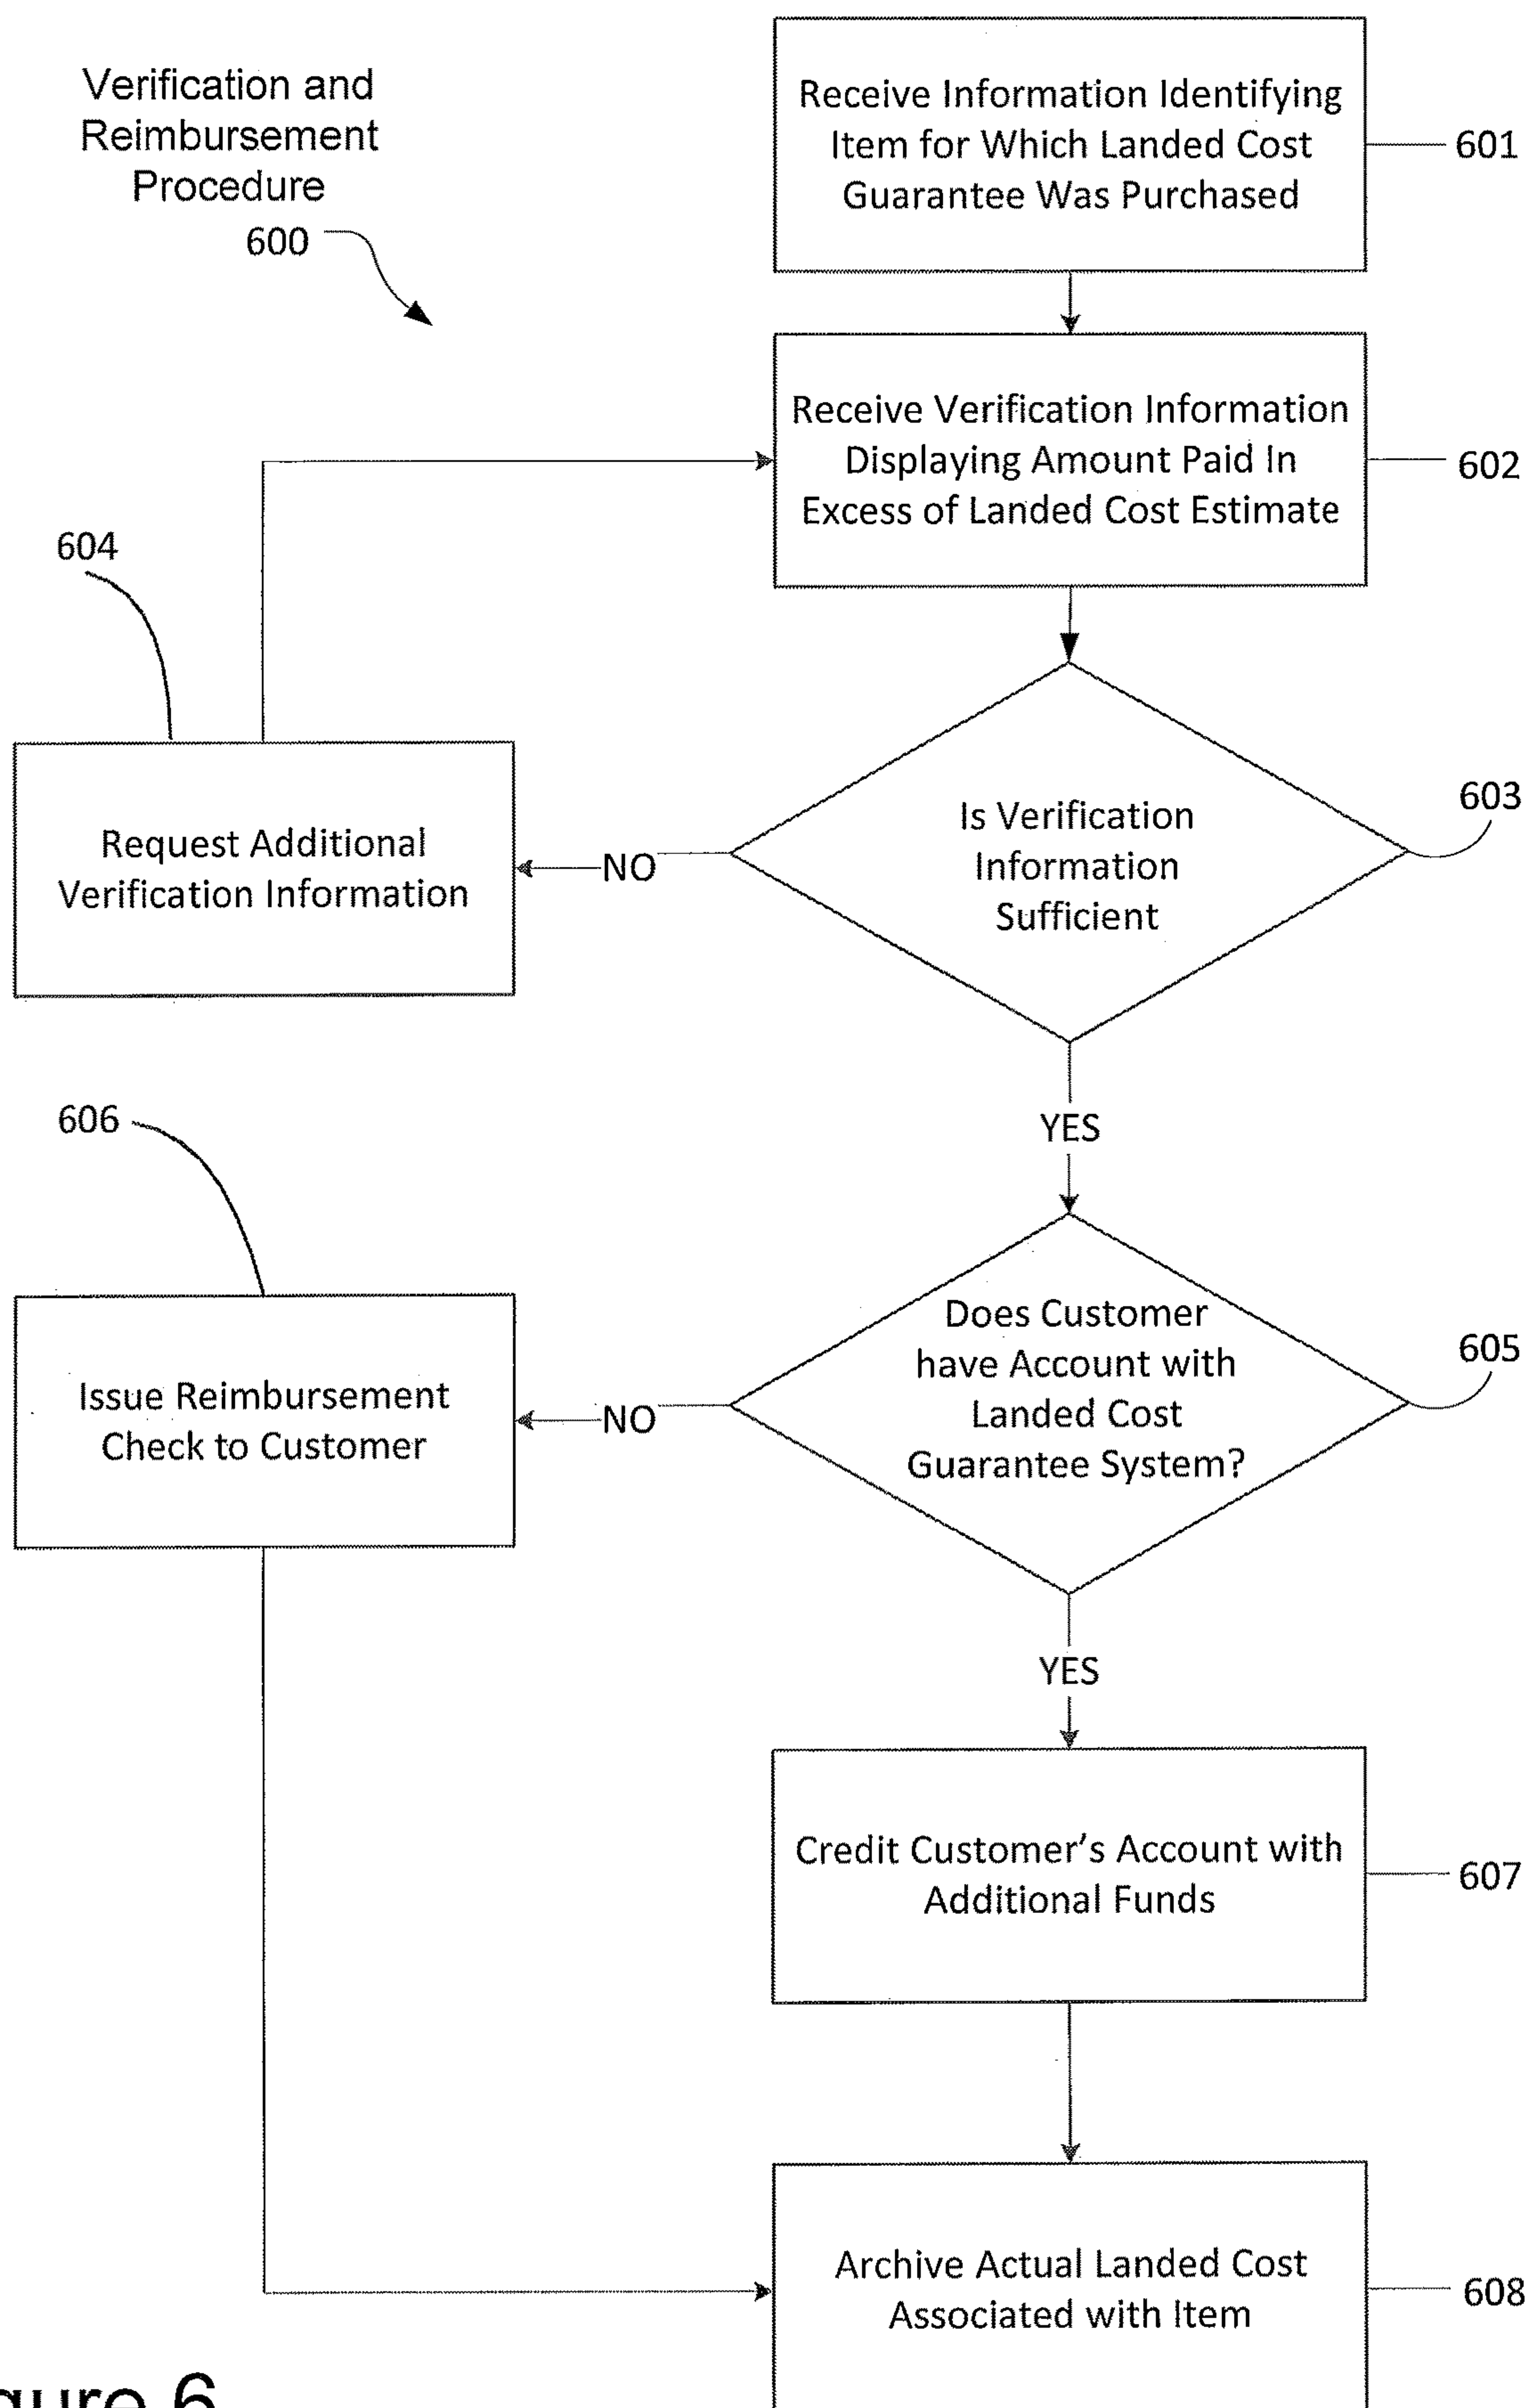 Verification and
Reimbursement
Procedure
600
Receive Information Identifying
Item for Which Landed Cost
Guarantee Was Purchased
601
Receive Verification Information
Displaying Amount Paid In
Excess of Landed Cost Estimate
602
604
Request Additional
Verification Information
NO
Is Verification
Information
Sufficient
603
YES
606
Issue Reimbursement
Check to Customer
NO
Does Customer
have Account with
Landed Cost
Guarantee System?
605
YES
Credit Customer's Account with
Additional Funds
607
Archive Actual Landed Cost
Associated with Item
608
6